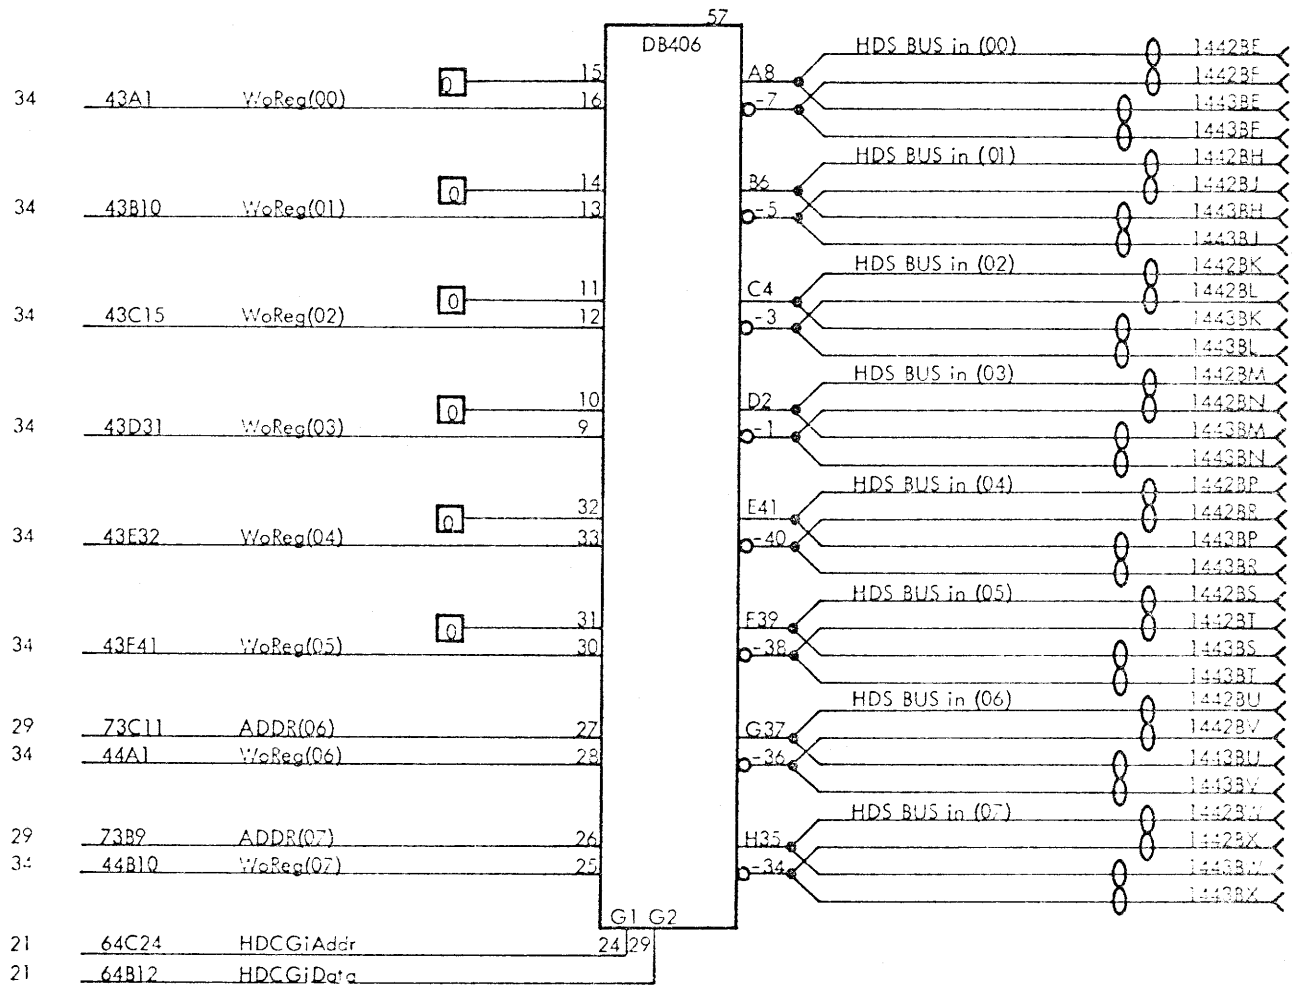 57
DB406
HDS BUS in (00) 1442BE
0 15 A8 1442BF
34 43A1 WoReg(00) 16 -7 1443BE
1443BF
HDS BUS in (01) 1442BH
0 14 B6 1442BJ
34 43B10 WoReg(01) 13 -5 1443BH
1443BJ
HDS BUS in (02) 1442BK
0 11 C4 1442BL
34 43C15 WoReg(02) 12 -3 1443BK
1443BL
HDS BUS in (03) 1442BM
0 10 D2 1442BN
34 43D31 WoReg(03) 9 -1 1443BM
1443BN
HDS BUS in (04) 1442BP
0 32 E41 1442BR
34 43E32 WoReg(04) 33 -40 1443BP
1443BR
HDS BUS in (05) 1442BS
0 31 F39 1442BT
34 43F41 WoReg(05) 30 -38 1443BS
1443BT
HDS BUS in (06) 1442BU
29 73C11 ADDR(06) 27 G37 1442BV
34 44A1 WoReg(06) 28 -36 1443BU
1443BV
HDS BUS in (07) 1442BW
29 73B9 ADDR(07) 26 H35 1442BX
34 44B10 WoReg(07) 25 -34 1443BW
1443BX
G1 G2
21 64C24 HDCGiAddr 24 29
21 64B12 HDCGiData